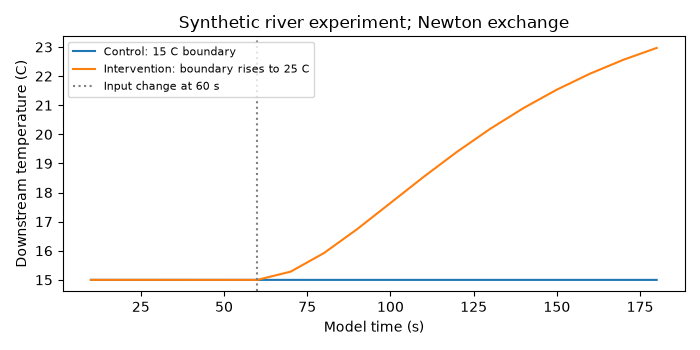 Synthetic river experiment; Newton exchange
Control: 15 C boundary
Intervention: boundary rises to 25 C
Input change at 60 s
Downstream temperature (C)
23
22
21
20
19
18
17
16
15
25
50
75
100
125
150
175
Model time (s)